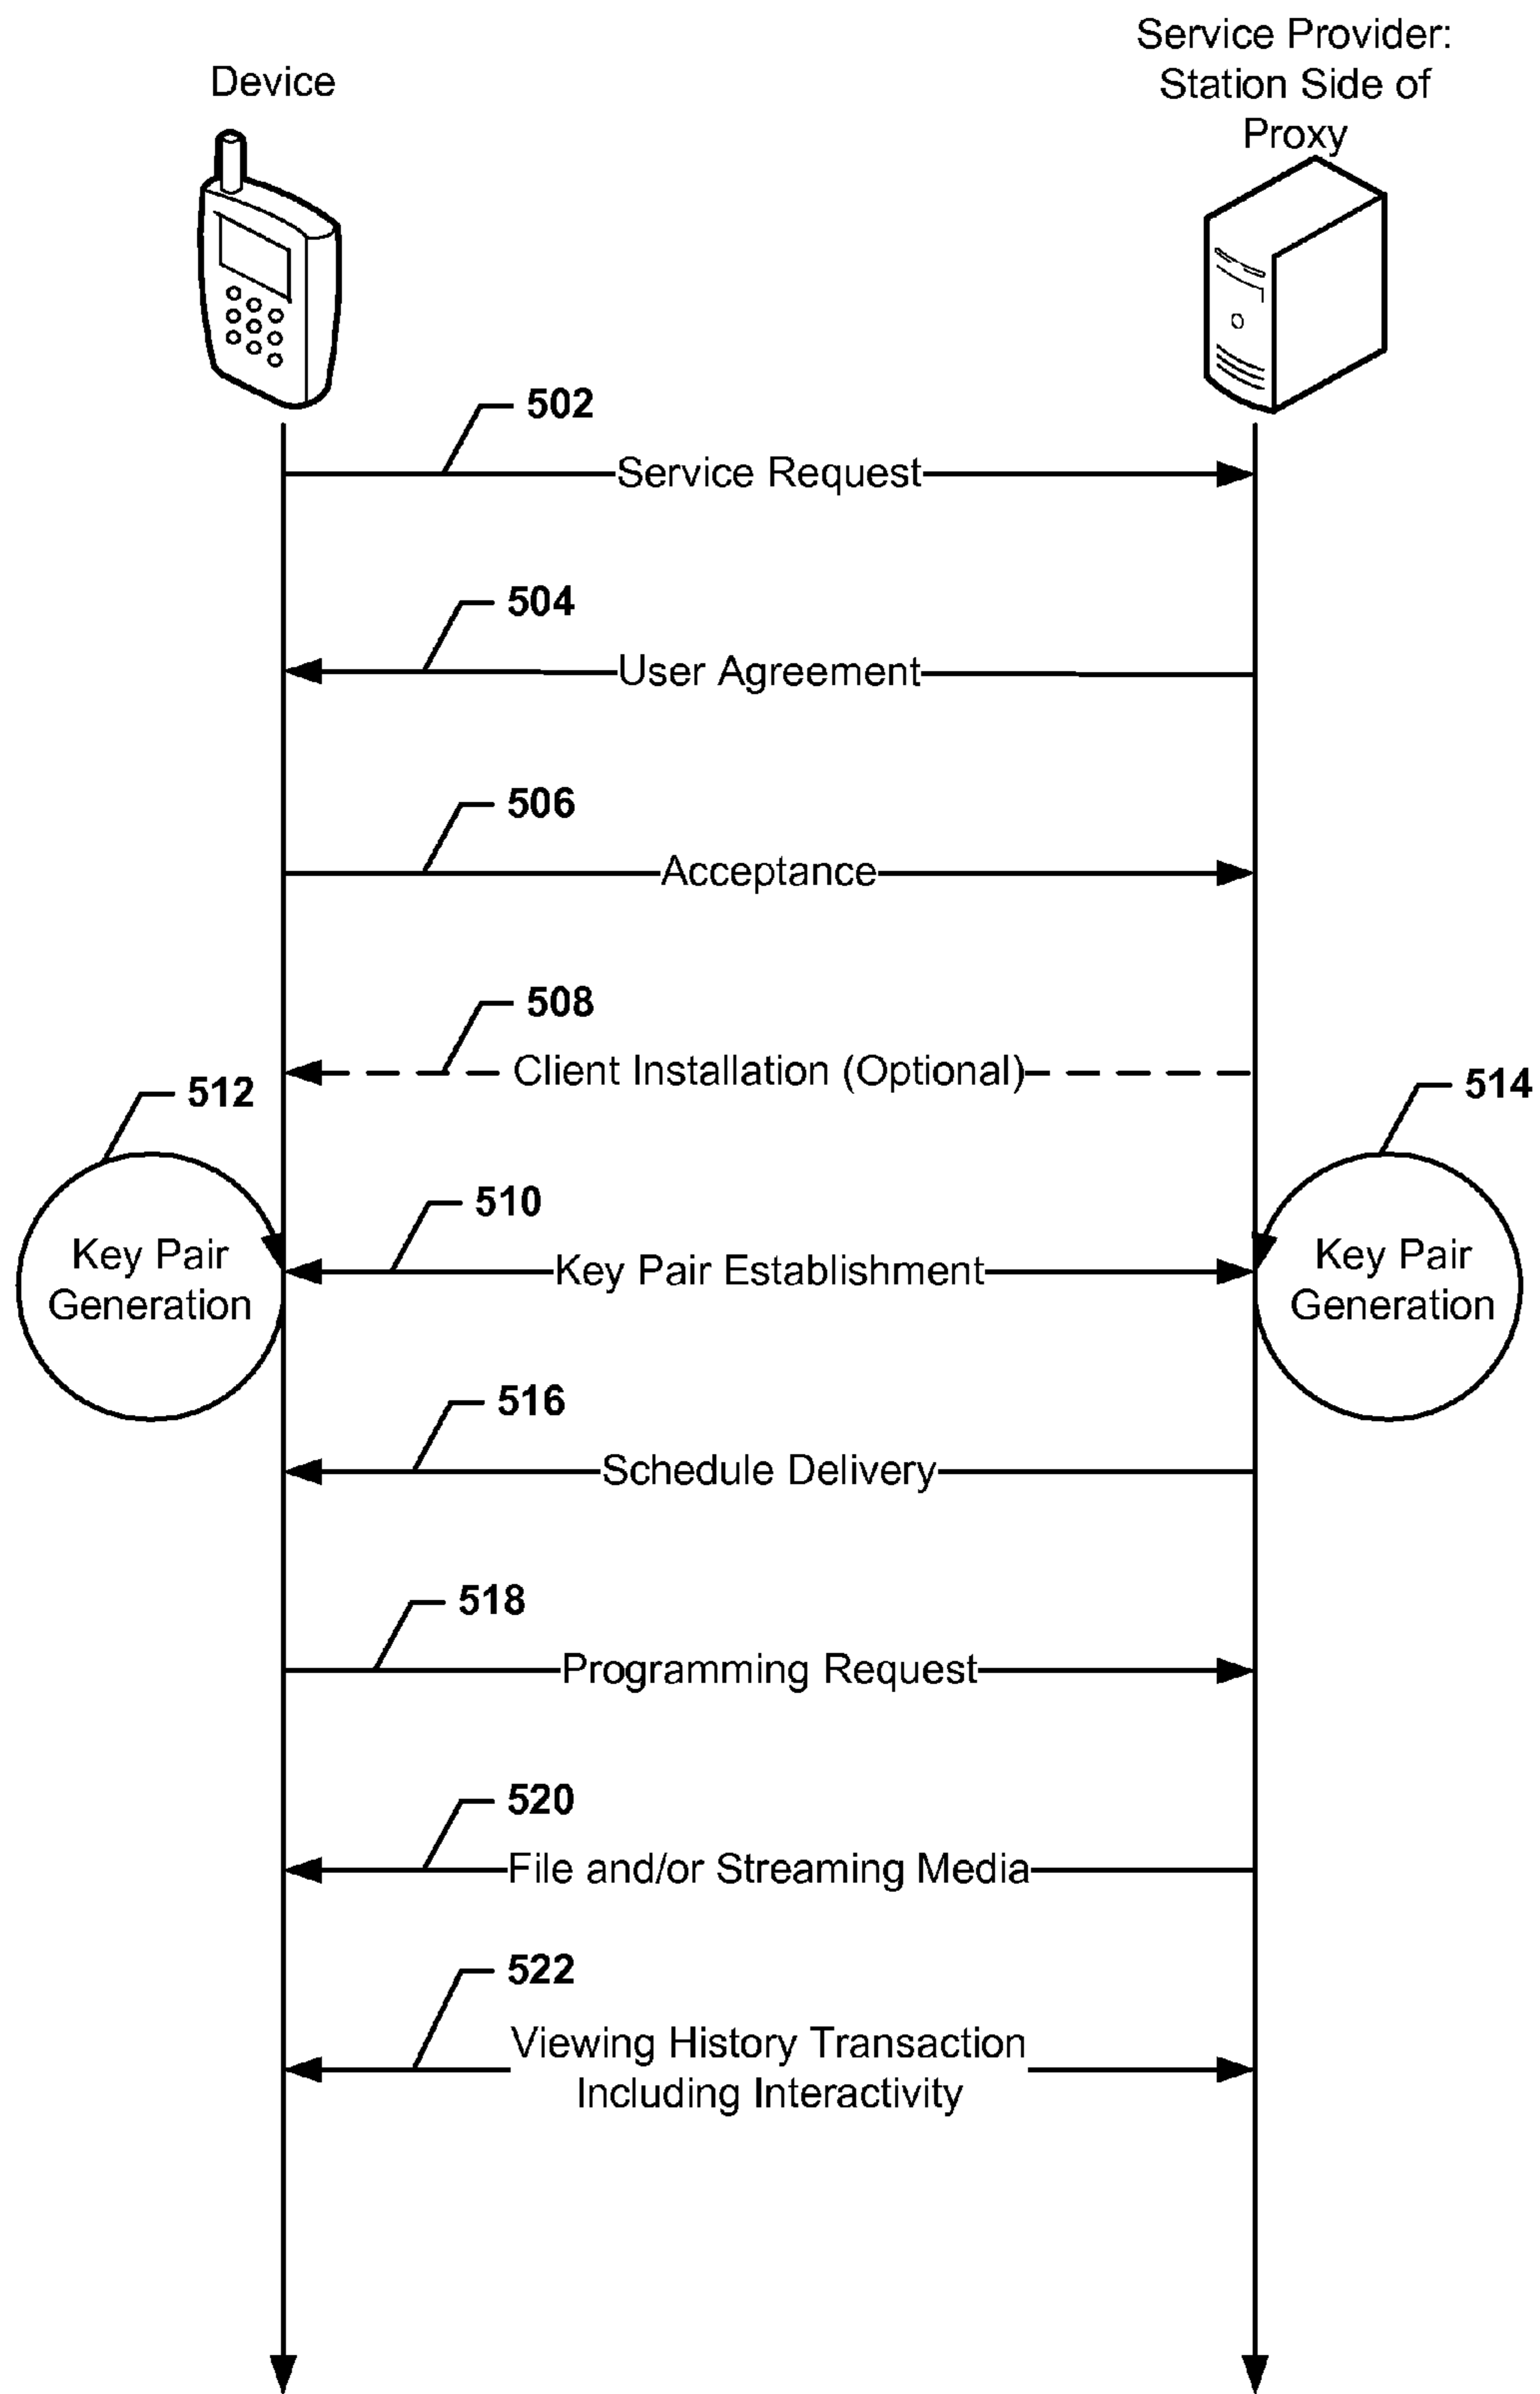 Device
Service Provider:
Station Side of
Proxy
502
Service Request
504
User Agreement
506
Acceptance
508
Client Installation (Optional)
512
514
510
Key Pair
Generation
Key Pair Establishment
Key Pair
Generation
516
Schedule Delivery
518
Programming Request
520
File and/or Streaming Media
522
Viewing History Transaction
Including Interactivity